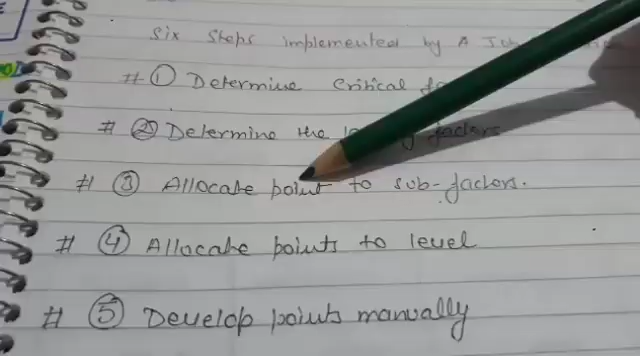 Six Steps implemented by A
# ① Determine Critical
# ② Determine the factors
# ③ Allocate point to sub-factors.
# ④ Allocate points to level
# ⑤ Develop points manually